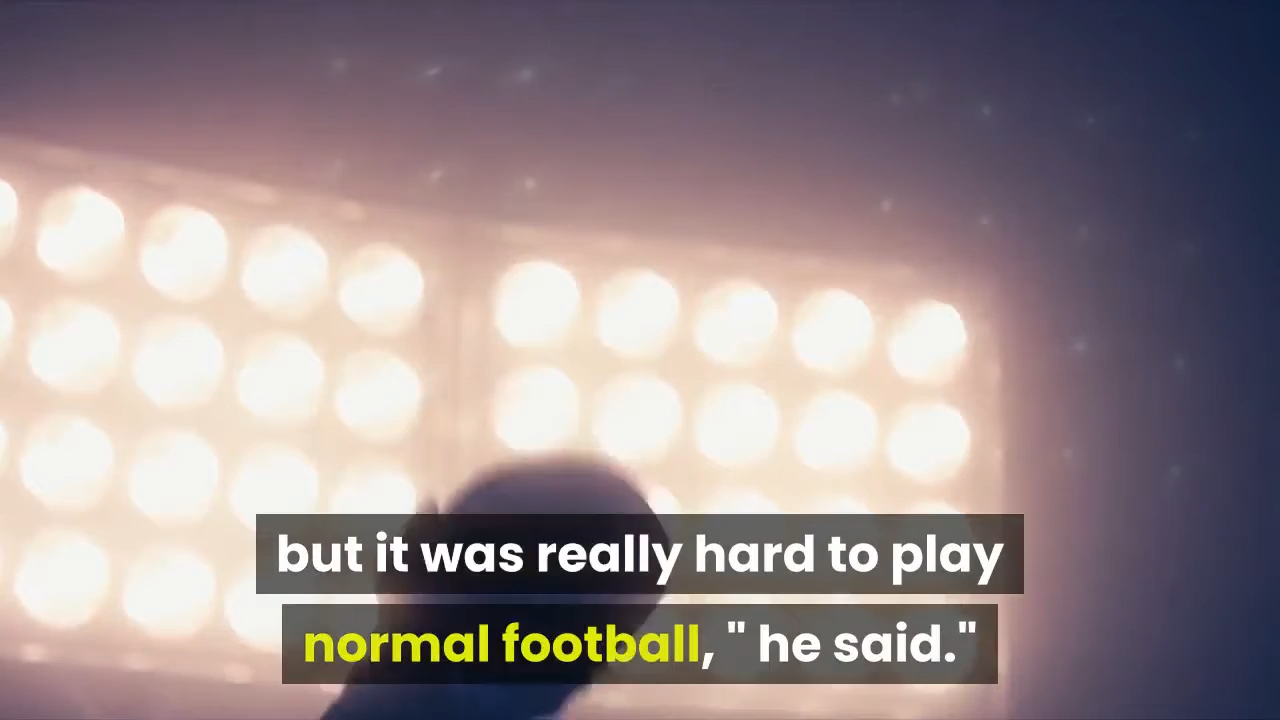 but it was really hard to play
normal football, " he said."